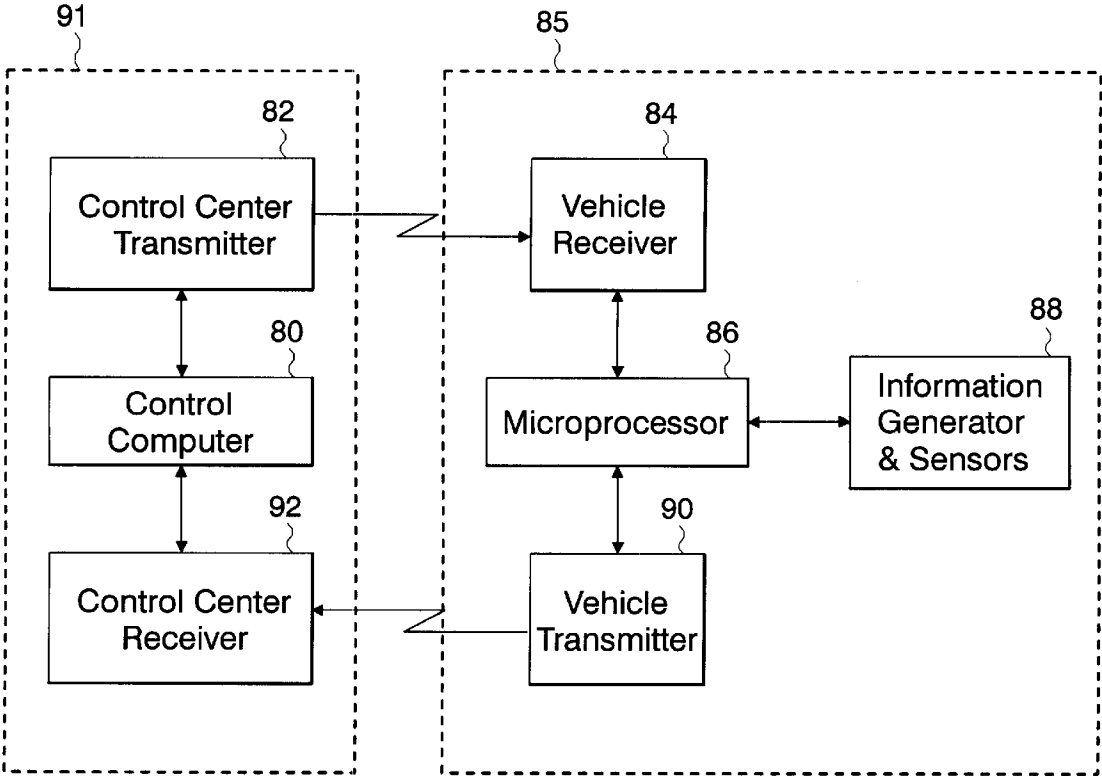 91
85
82
Control Center
Transmitter
84
Vehicle
Receiver
80
Control
Computer
86
Microprocessor
88
Information
Generator
& Sensors
92
Control Center
Receiver
90
Vehicle
Transmitter